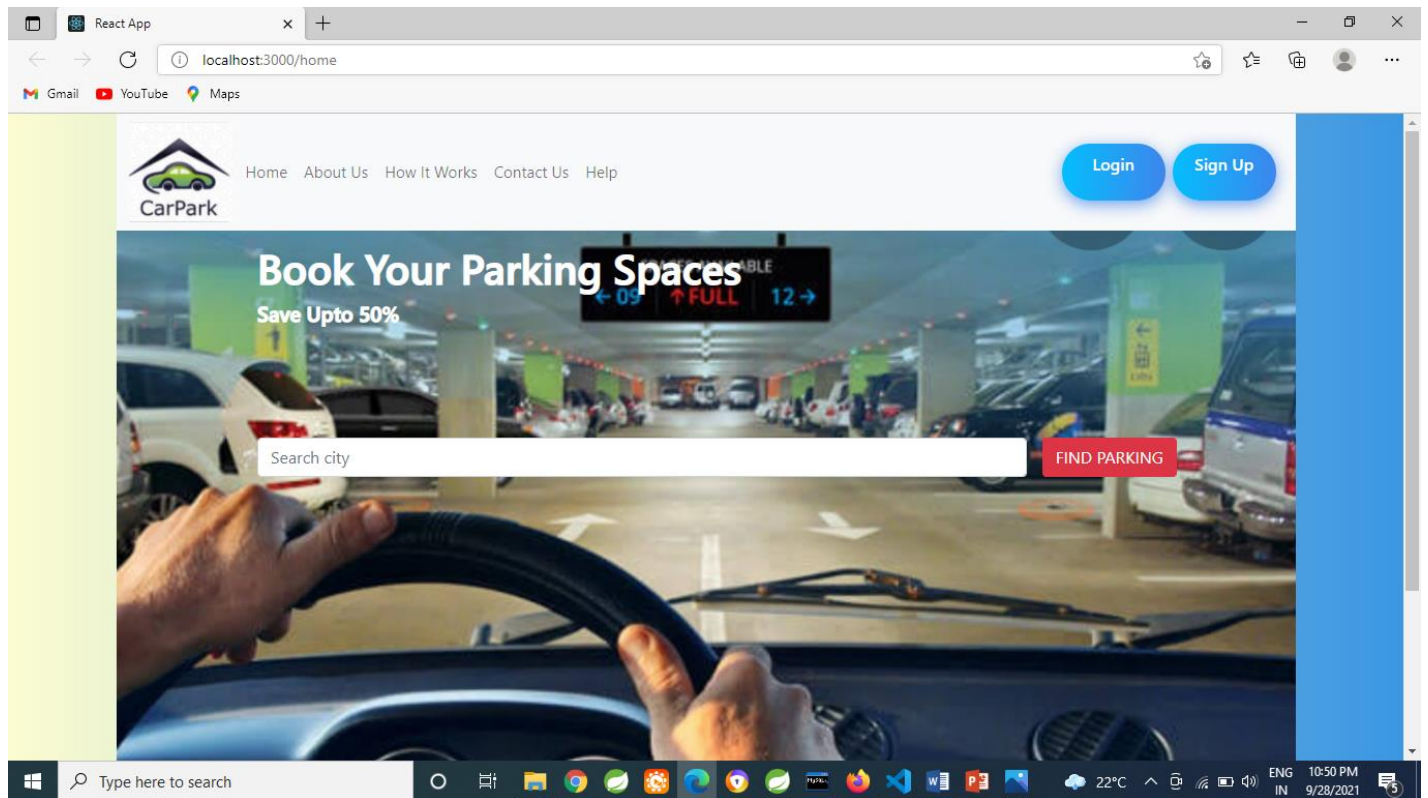 React App
localhost:3000/home
Gmail YouTube Maps
CarPark
Home About Us How It Works Contact Us Help
Login
Sign Up
Book Your Parking Spaces
Save Upto 50%
← 09 ↑FULL 12→
Search city
FIND PARKING
Type here to search
22°C
ENG
IN
10:50 PM
9/28/2021
5